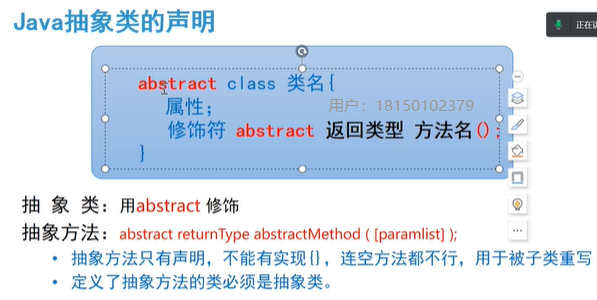 Java抽象类的声明
正在讲
abstract class 类名{
属性; 用户：18150102379
修饰符 abstract 返回类型 方法名();
}
抽 象 类：用abstract 修饰
抽象方法：abstract returnType abstractMethod ( [paramlist] );
• 抽象方法只有声明，不能有实现{}，连空方法都不行，用于被子类重写
• 定义了抽象方法的类必须是抽象类。